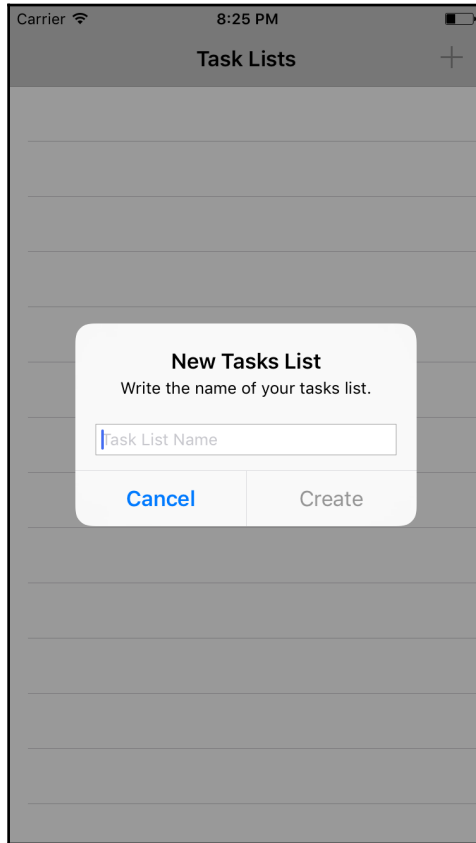 Carrier 8:25 PM
Task Lists
New Tasks List
Write the name of your tasks list.
Task List Name
Cancel Create